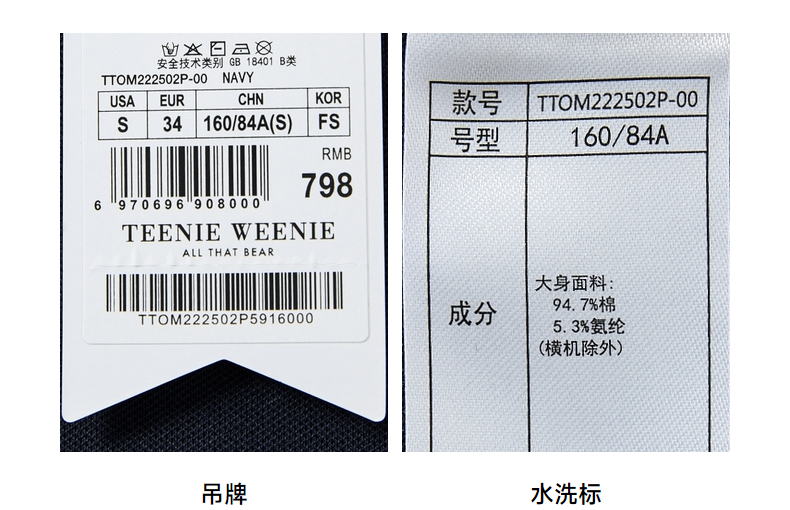 安全技术类别 GB 18401 B类
TTOM222502P-00 NAVY
USA EUR CHN KOR
S 34 160/84A(S) FS
RMB
798
6 970696 908000
TEENIE WEENIE
ALL THAT BEAR
TTOM222502P5916000
款号 TTOM222502P-00
号型 160/84A
成分
大身面料:
94.7%棉
5.3%氨纶
(横机除外)
吊牌 水洗标